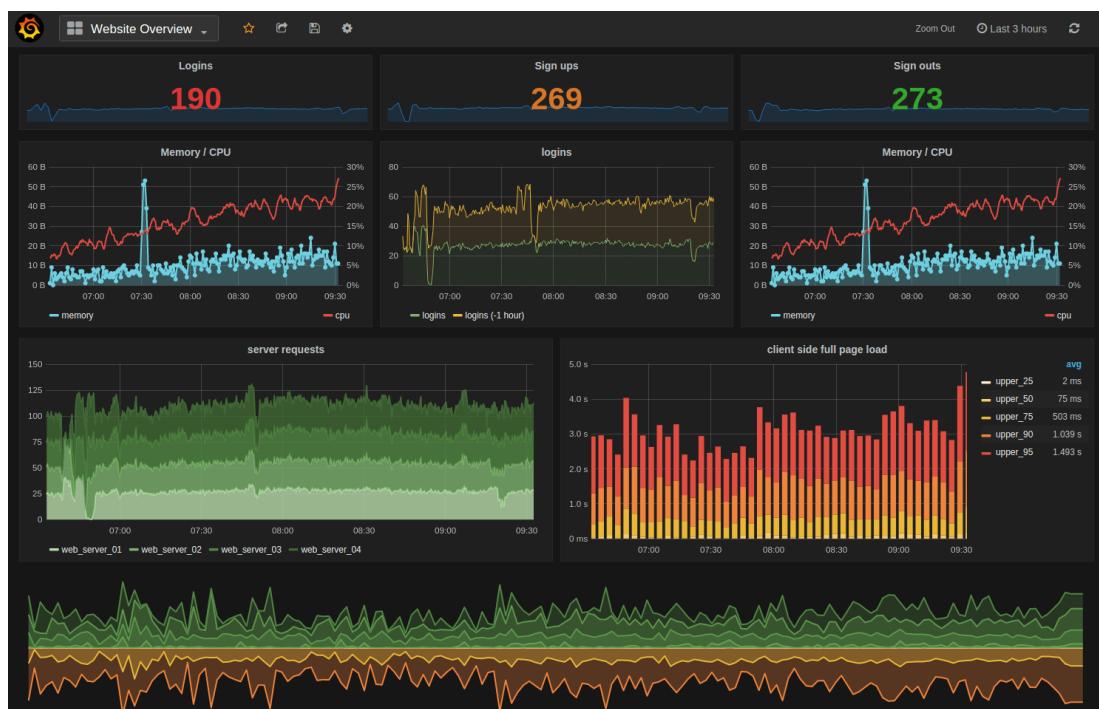 Website Overview
Zoom Out
Last 3 hours
Logins
190
Sign ups
269
Sign outs
273
Memory / CPU
60 B
50 B
40 B
30 B
20 B
10 B
0 B
30%
25%
20%
15%
10%
5%
0%
07:00 07:30 08:00 08:30 09:00 09:30
memory
cpu
logins
80
60
40
20
0
07:00 07:30 08:00 08:30 09:00 09:30
logins logins (-1 hour)
Memory / CPU
60 B
50 B
40 B
30 B
20 B
10 B
0 B
30%
25%
20%
15%
10%
5%
0%
07:00 07:30 08:00 08:30 09:00 09:30
memory
cpu
server requests
150
125
100
75
50
25
0
07:00 07:30 08:00 08:30 09:00 09:30
web_server_01 web_server_02 web_server_03 web_server_04
client side full page load
5.0 s
4.0 s
3.0 s
2.0 s
1.0 s
0 ms
07:00 07:30 08:00 08:30 09:00 09:30
avg
upper_25 2 ms
upper_50 75 ms
upper_75 503 ms
upper_90 1.039 s
upper_95 1.493 s